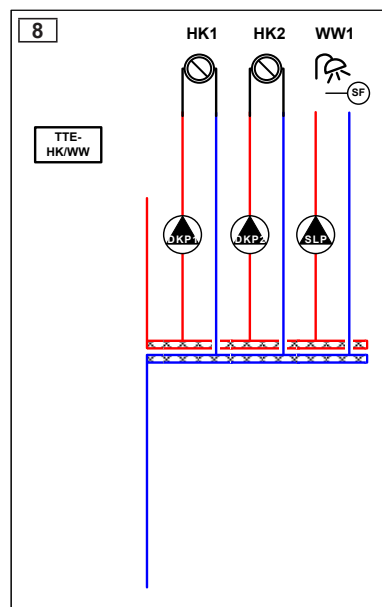 8
HK1 HK2 WW1
SF
TTE-
HK/WW
DKP1 DKP2 SLP